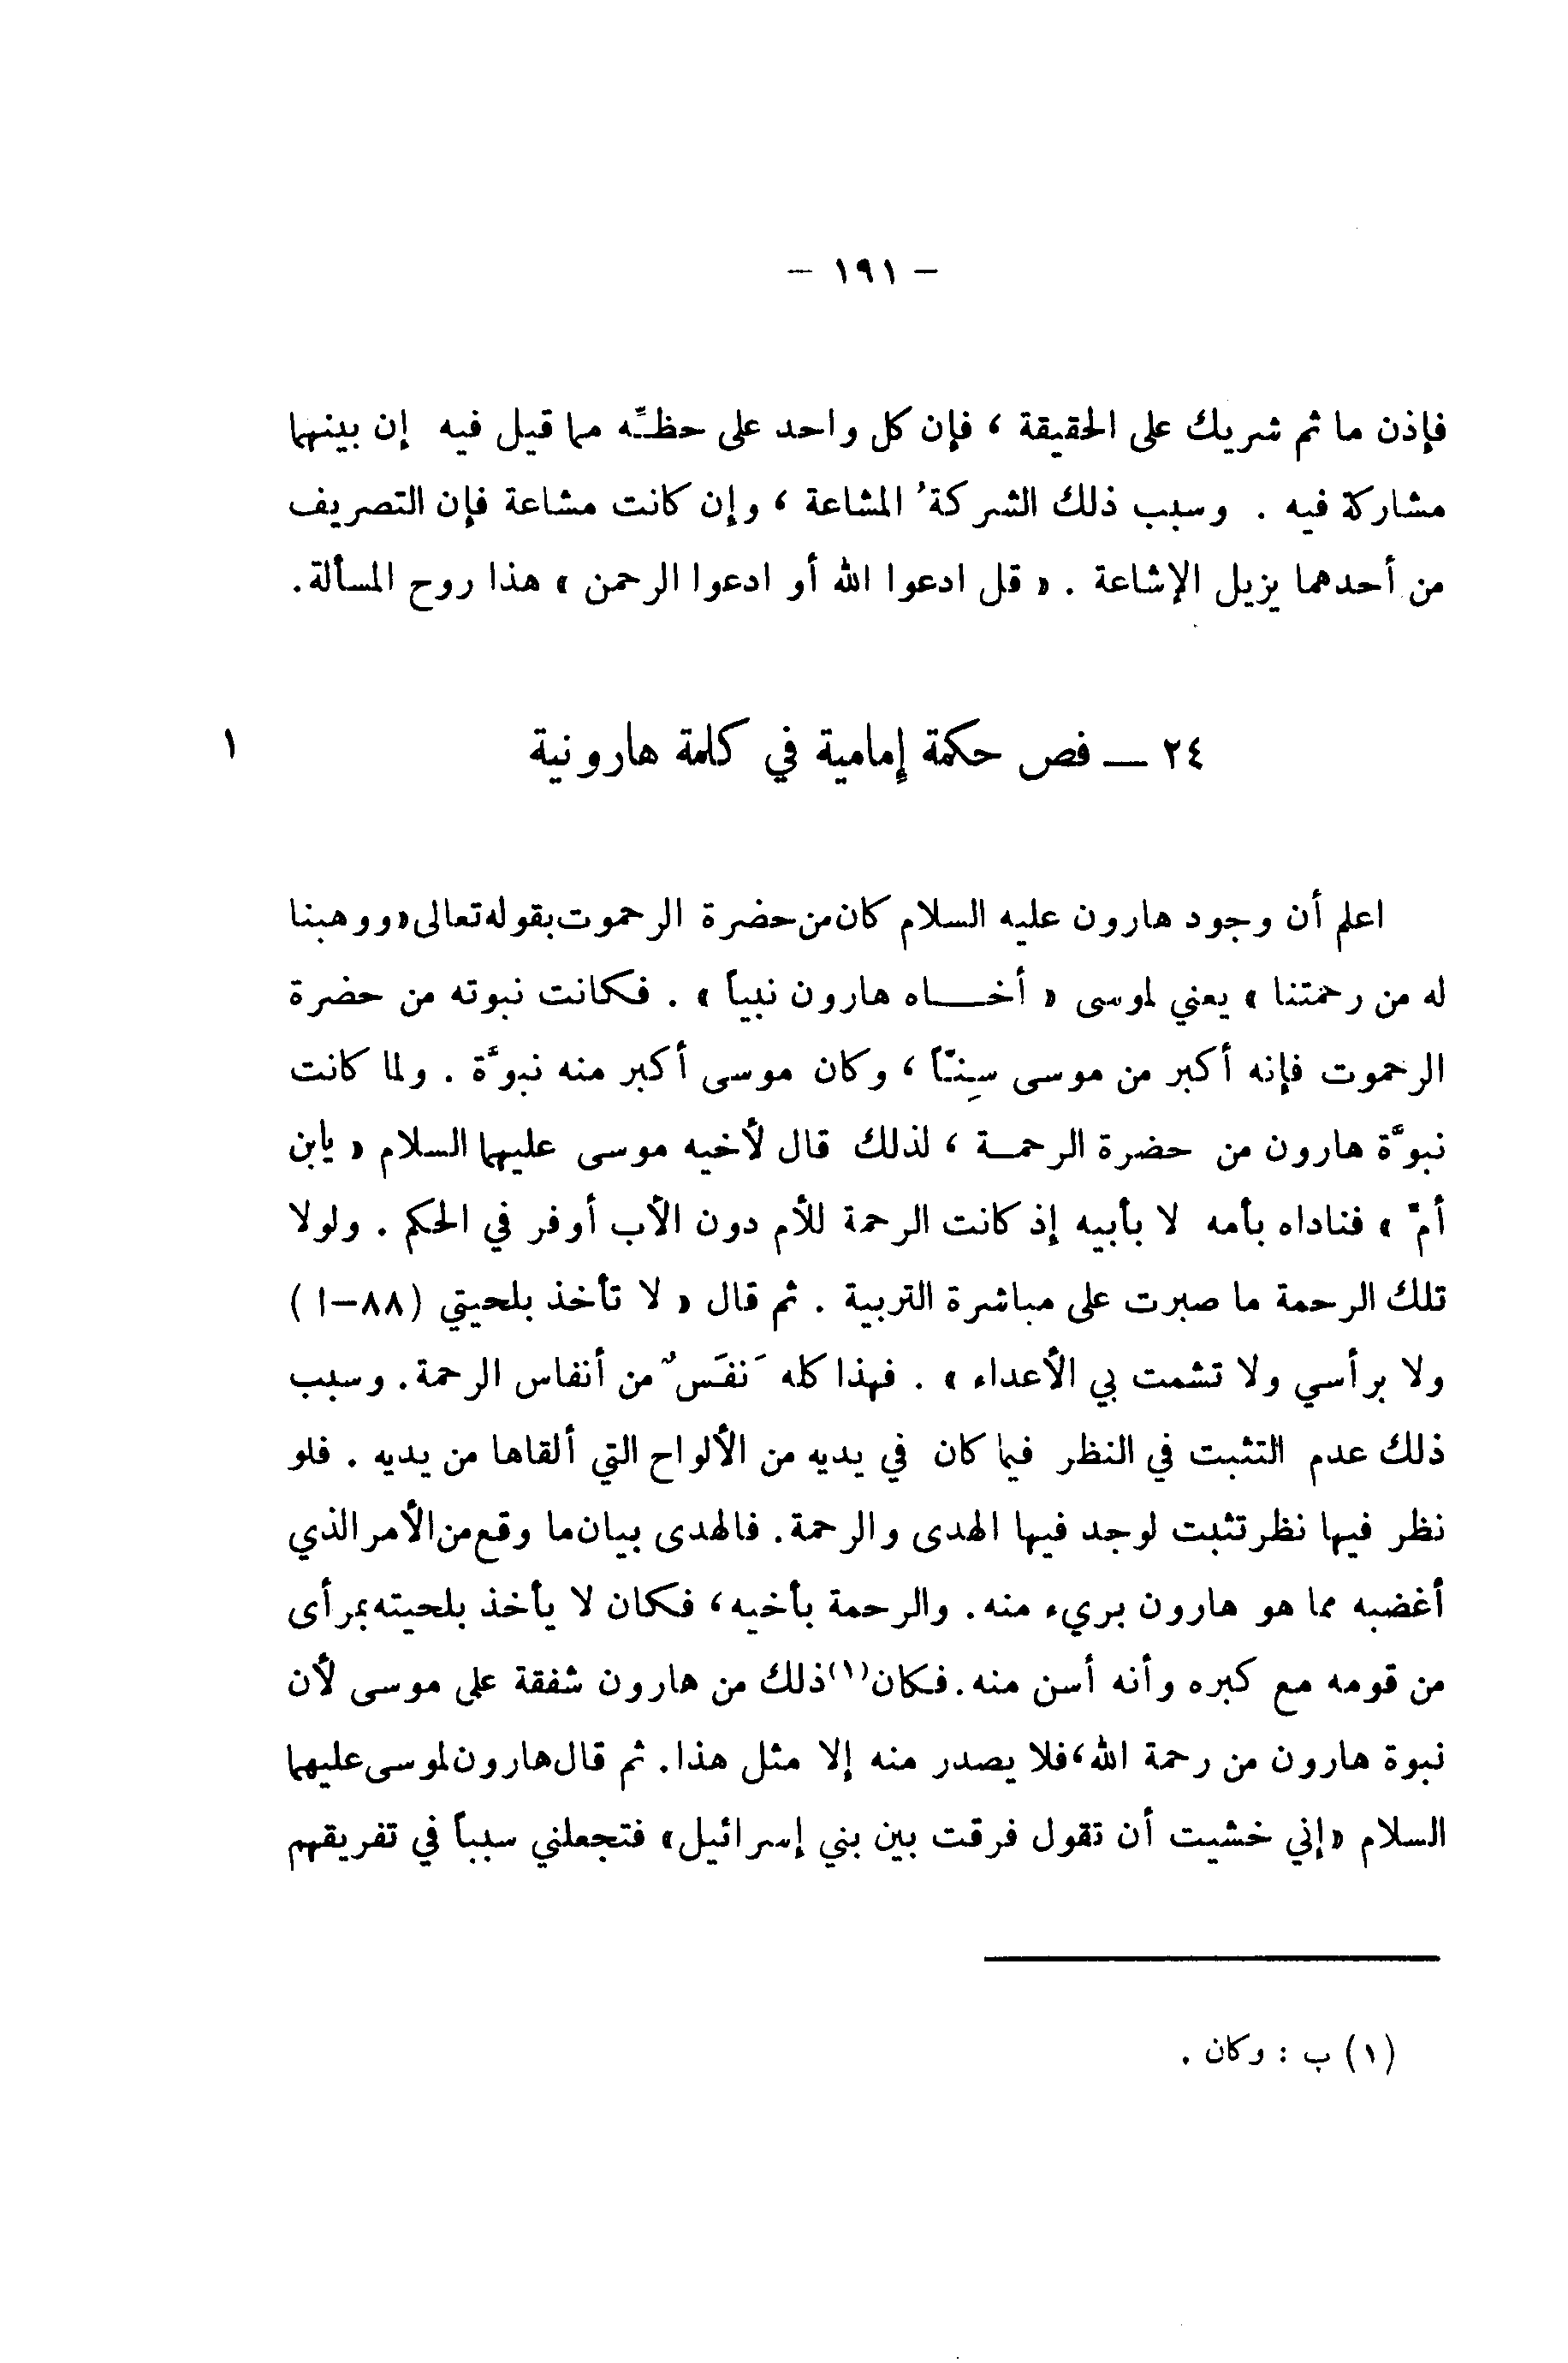 – ١٩١ –
فإذن ما ثم شريك على الحقيقة ، فإن كل واحد على حظِّه مما قيل فيه إن بينهما
مشاركة فيه . وسبب ذلك الشركةُ المشاعة ، وإن كانت مشاعة فإن التصريف
من أحدهما يزيل الإشاعة . « قل ادعوا الله أو ادعوا الرحمن » هذا روح المسألة.
٢٤ — فص حكمة إمامية في كلمة هارونية
١
اعلم أن وجود هارون عليه السلام كان من حضرة الرحموت بقوله تعالى « ووهبنا
له من رحمتنا » يعني لموسى « أخاه هارون نبياً » . فكانت نبوته من حضرة
الرحموت فإنه أكبر من موسى سِنّاً ، وكان موسى أكبر منه نبوَّة . ولما كانت
نبوَّة هارون من حضرة الرحمة ، لذلك قال لأخيه موسى عليهما السلام « يابن
أمّ » فناداه بأمه لا بأبيه إذ كانت الرحمة للأم دون الأب أوفر في الحكم . ولولا
تلك الرحمة ما صبرت على مباشرة التربية . ثم قال « لا تأخذ بلحيتي (٨٨-ا )
ولا برأسي ولا تشمت بي الأعداء » . فهذا كله نَفَسٌ من أنفاس الرحمة. وسبب
ذلك عدم التثبت في النظر فيما كان في يديه من الألواح التي ألقاها من يديه . فلو
نظر فيها نظر تثبت لوجد فيها الهدى والرحمة. فالهدى بيان ما وقع من الأمر الذي
أغضبه مما هو هارون بريء منه. والرحمة بأخيه، فكان لا يأخذ بلحيته بمرأى
من قومه مع كبره وأنه أسن منه. فكان(١) ذلك من هارون شفقة على موسى لأن
نبوة هارون من رحمة الله، فلا يصدر منه إلا مثل هذا. ثم قال هارون لموسى عليهما
السلام «إني خشيت أن تقول فرقت بين بني إسرائيل» فتجعلني سبباً في تفريقهم
(١) ب : وكان .